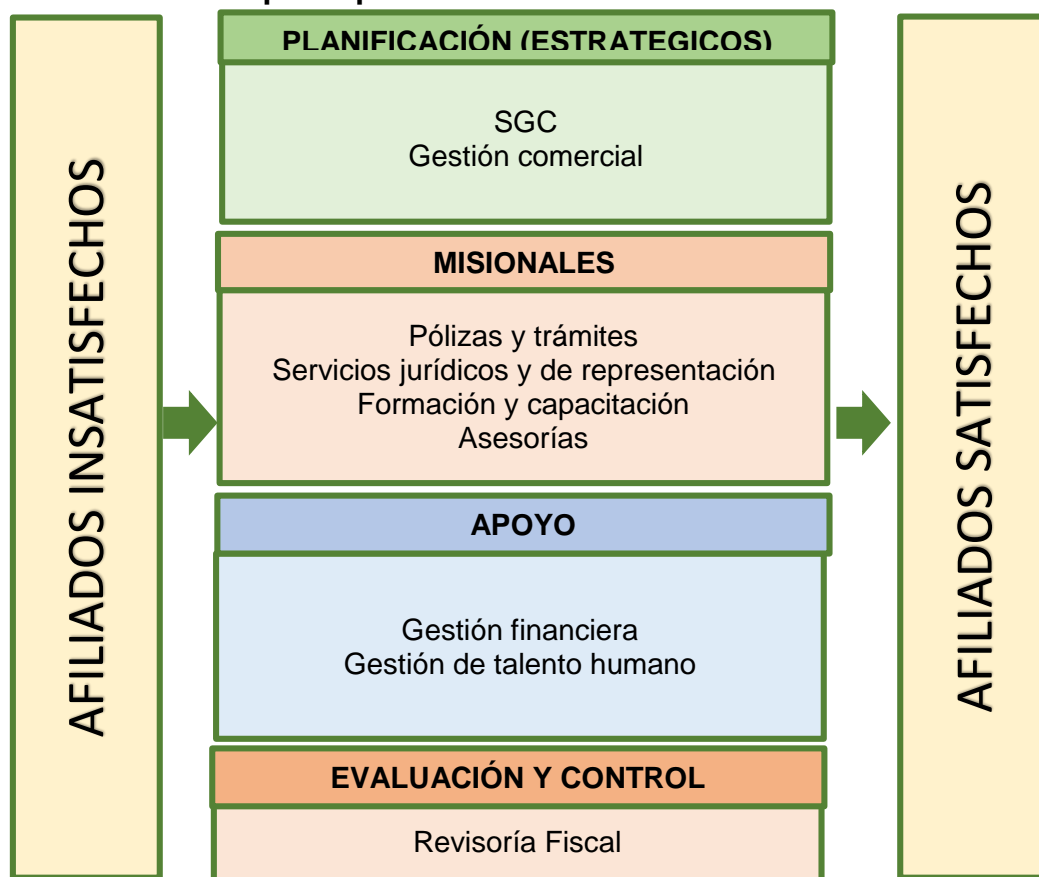 AFILIADOS INSATISFECHOS
PLANIFICACIÓN (ESTRATEGICOS)
SGC
Gestión comercial
MISIONALES
Pólizas y trámites
Servicios jurídicos y de representación
Formación y capacitación
Asesorías
APOYO
Gestión financiera
Gestión de talento humano
EVALUACIÓN Y CONTROL
Revisoría Fiscal
AFILIADOS SATISFECHOS